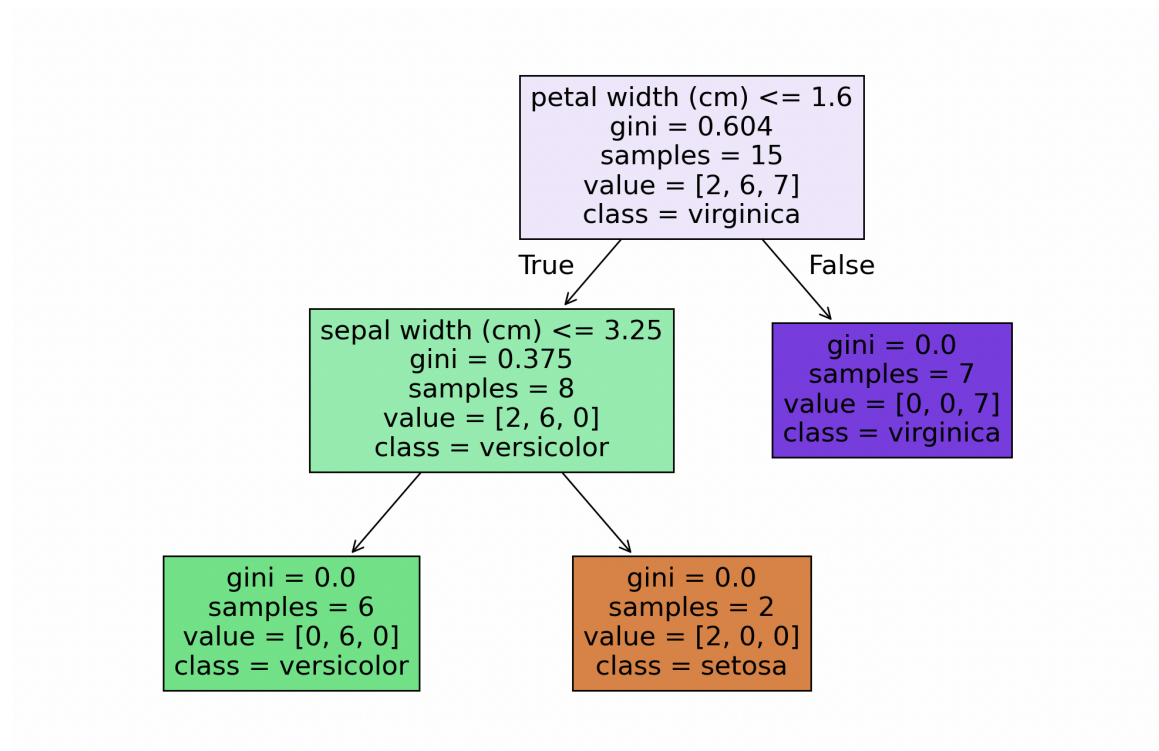 petal width (cm) <= 1.6
gini = 0.604
samples = 15
value = [2, 6, 7]
class = virginica
True
False
sepal width (cm) <= 3.25
gini = 0.375
samples = 8
value = [2, 6, 0]
class = versicolor
gini = 0.0
samples = 7
value = [0, 0, 7]
class = virginica
gini = 0.0
samples = 6
value = [0, 6, 0]
class = versicolor
gini = 0.0
samples = 2
value = [2, 0, 0]
class = setosa